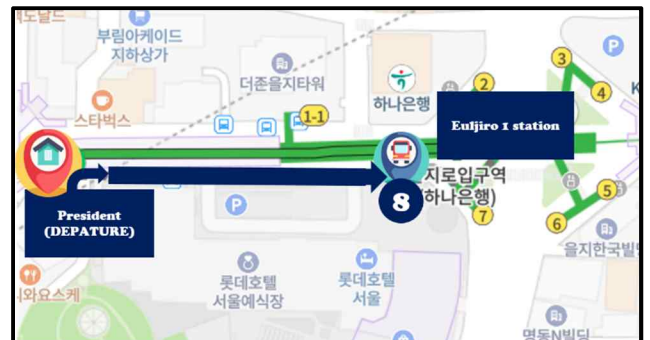 부림아케이드
지하상가
더존을지타워
하나은행
스타벅스
1-1
2
3
4
P
Euljiro 1 station
지로입구역
(하나은행)
President
(DEPATURE)
8
7
5
6
P
을지한국빌딩
롯데호텔
서울예식장
롯데호텔
서울
와요스케
명동N빌딩